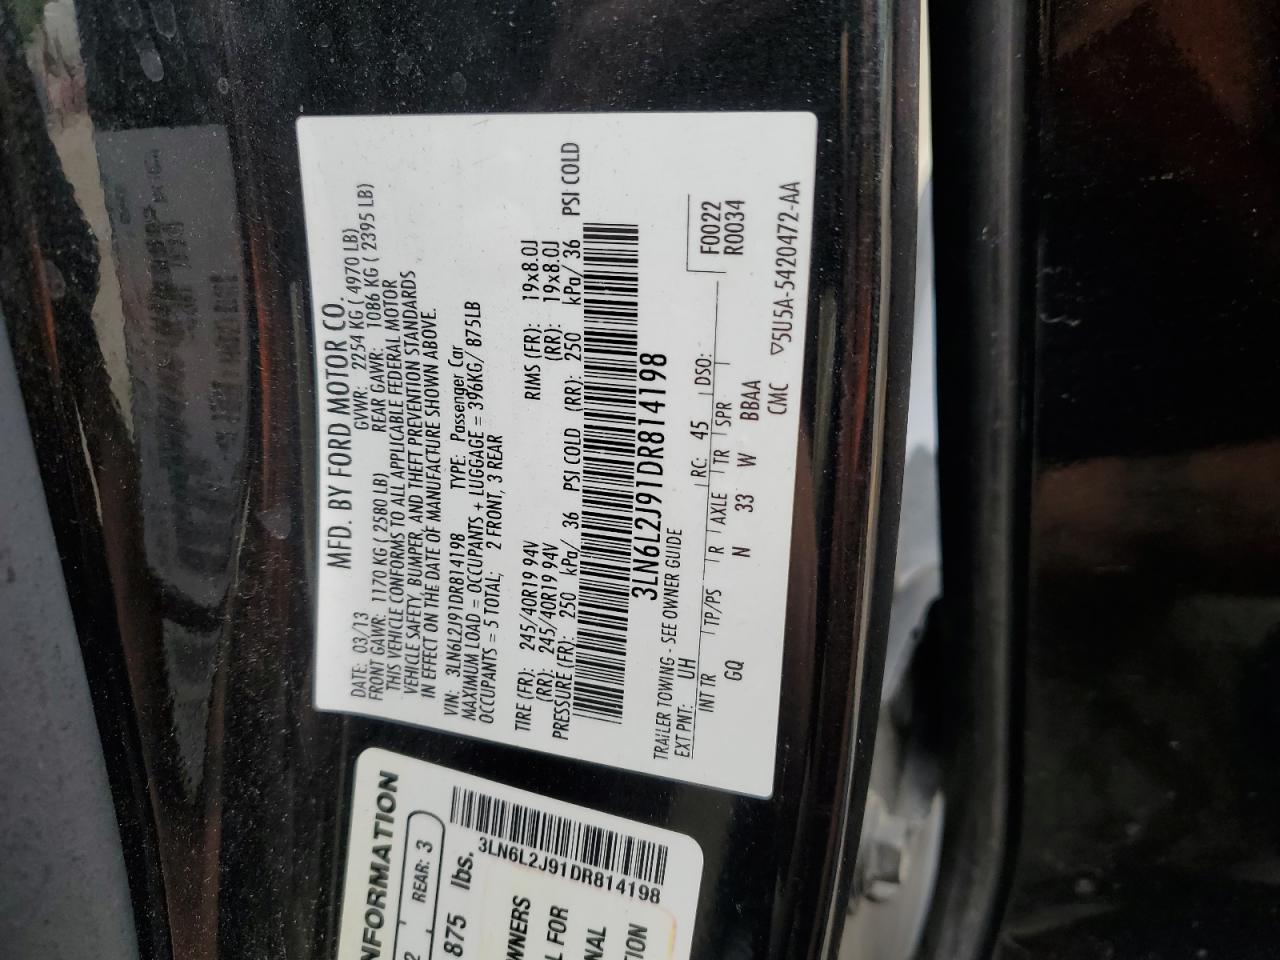 MFD. BY FORD MOTOR CO.
DATE: 03/13 GVWR: 2254 KG ( 4970 LB)
FRONT GAWR: 1170 KG ( 2580 LB) REAR GAWR: 1086 KG ( 2395 LB)
THIS VEHICLE CONFORMS TO ALL APPLICABLE FEDERAL MOTOR
VEHICLE SAFETY, BUMPER, AND THEFT PREVENTION STANDARDS
IN EFFECT ON THE DATE OF MANUFACTURE SHOWN ABOVE.
VIN: 3LN6L2J91DR814198 TYPE: Passenger Car
MAXIMUM LOAD = OCCUPANTS + LUGGAGE = 396KG/ 875LB
OCCUPANTS = 5 TOTAL: 2 FRONT, 3 REAR
TIRE (FR): 245/40R19 94V RIMS (FR): 19x8.0J
(RR): 245/40R19 94V (RR): 19x8.0J
PRESSURE (FR): 250 kPa/ 36 PSI COLD (RR): 250 kPa/ 36 PSI COLD
3LN6L2J91DR814198
TRAILER TOWING - SEE OWNER GUIDE
F0022
EXT PNT: UH RC: 45 DSO: R0034
INT TR TP/PS R AXLE TR SPR
GQ N 33 W BBAA
CMC ▽5U5A-5420472-AA
NFORMATION
2 REAR: 3
875 lbs.
3LN6L2J91DR814198
WNERS
L FOR
NAL
TION